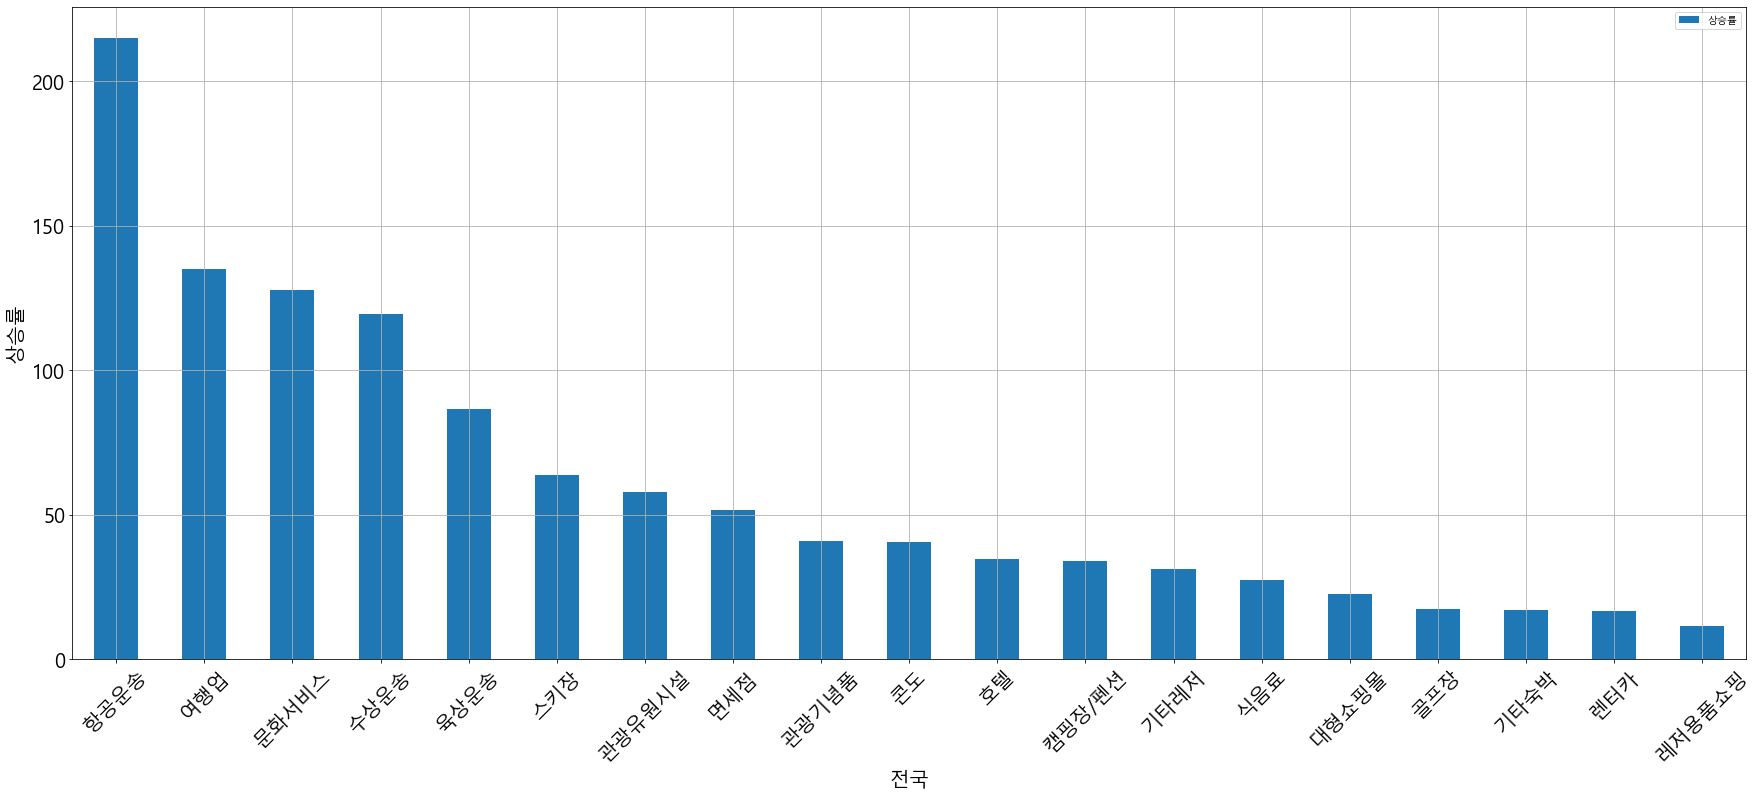 상승률
200
150
100
50
0
상승률
항공운송
여행업
문화서비스
수상운송
육상운송
스키장
관광유원시설
면세점
관광기념품
콘도
호텔
캠핑장/펜션
기타레저
식음료
대형쇼핑몰
골프장
기타숙박
렌터카
레저용품쇼핑
전국